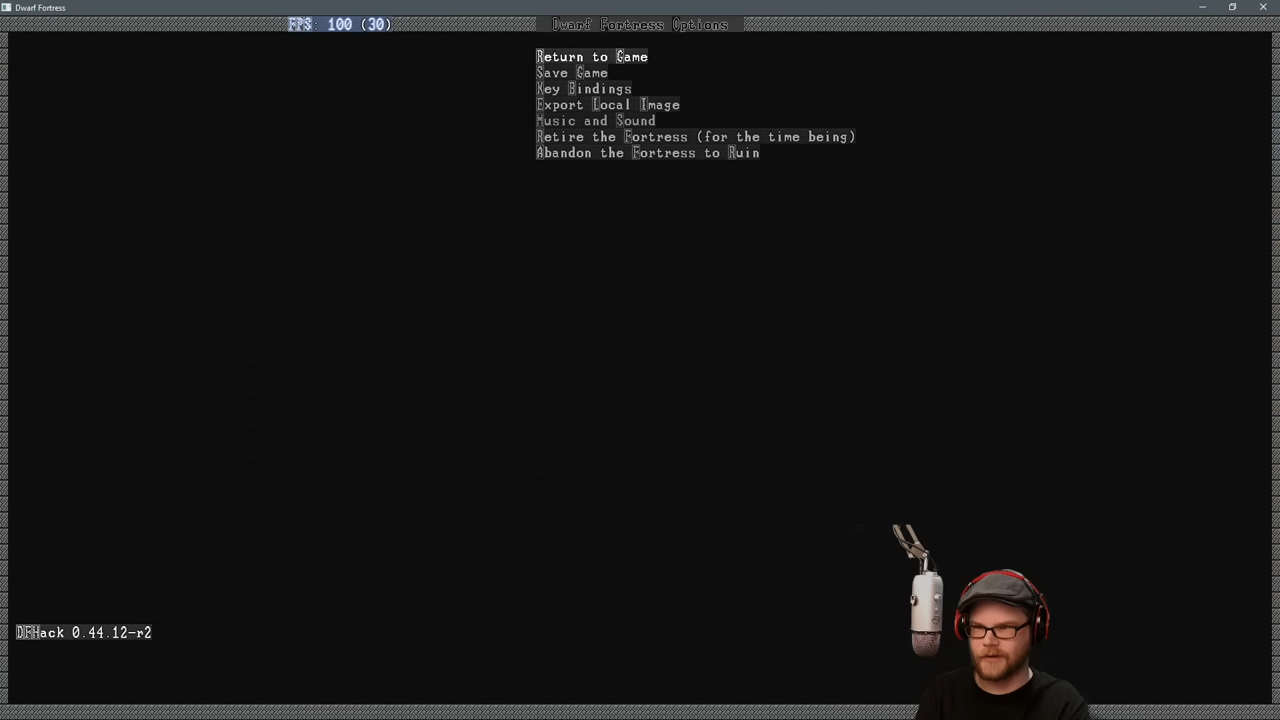 Dwarf Fortress
FPS: 100 (30)
Dwarf Fortress Options
Return to Game
Save Game
Key Bindings
Export Local Image
Music and Sound
Retire the Fortress (for the time being)
Abandon the Fortress to Ruin
DFHack 0.44.12-r2